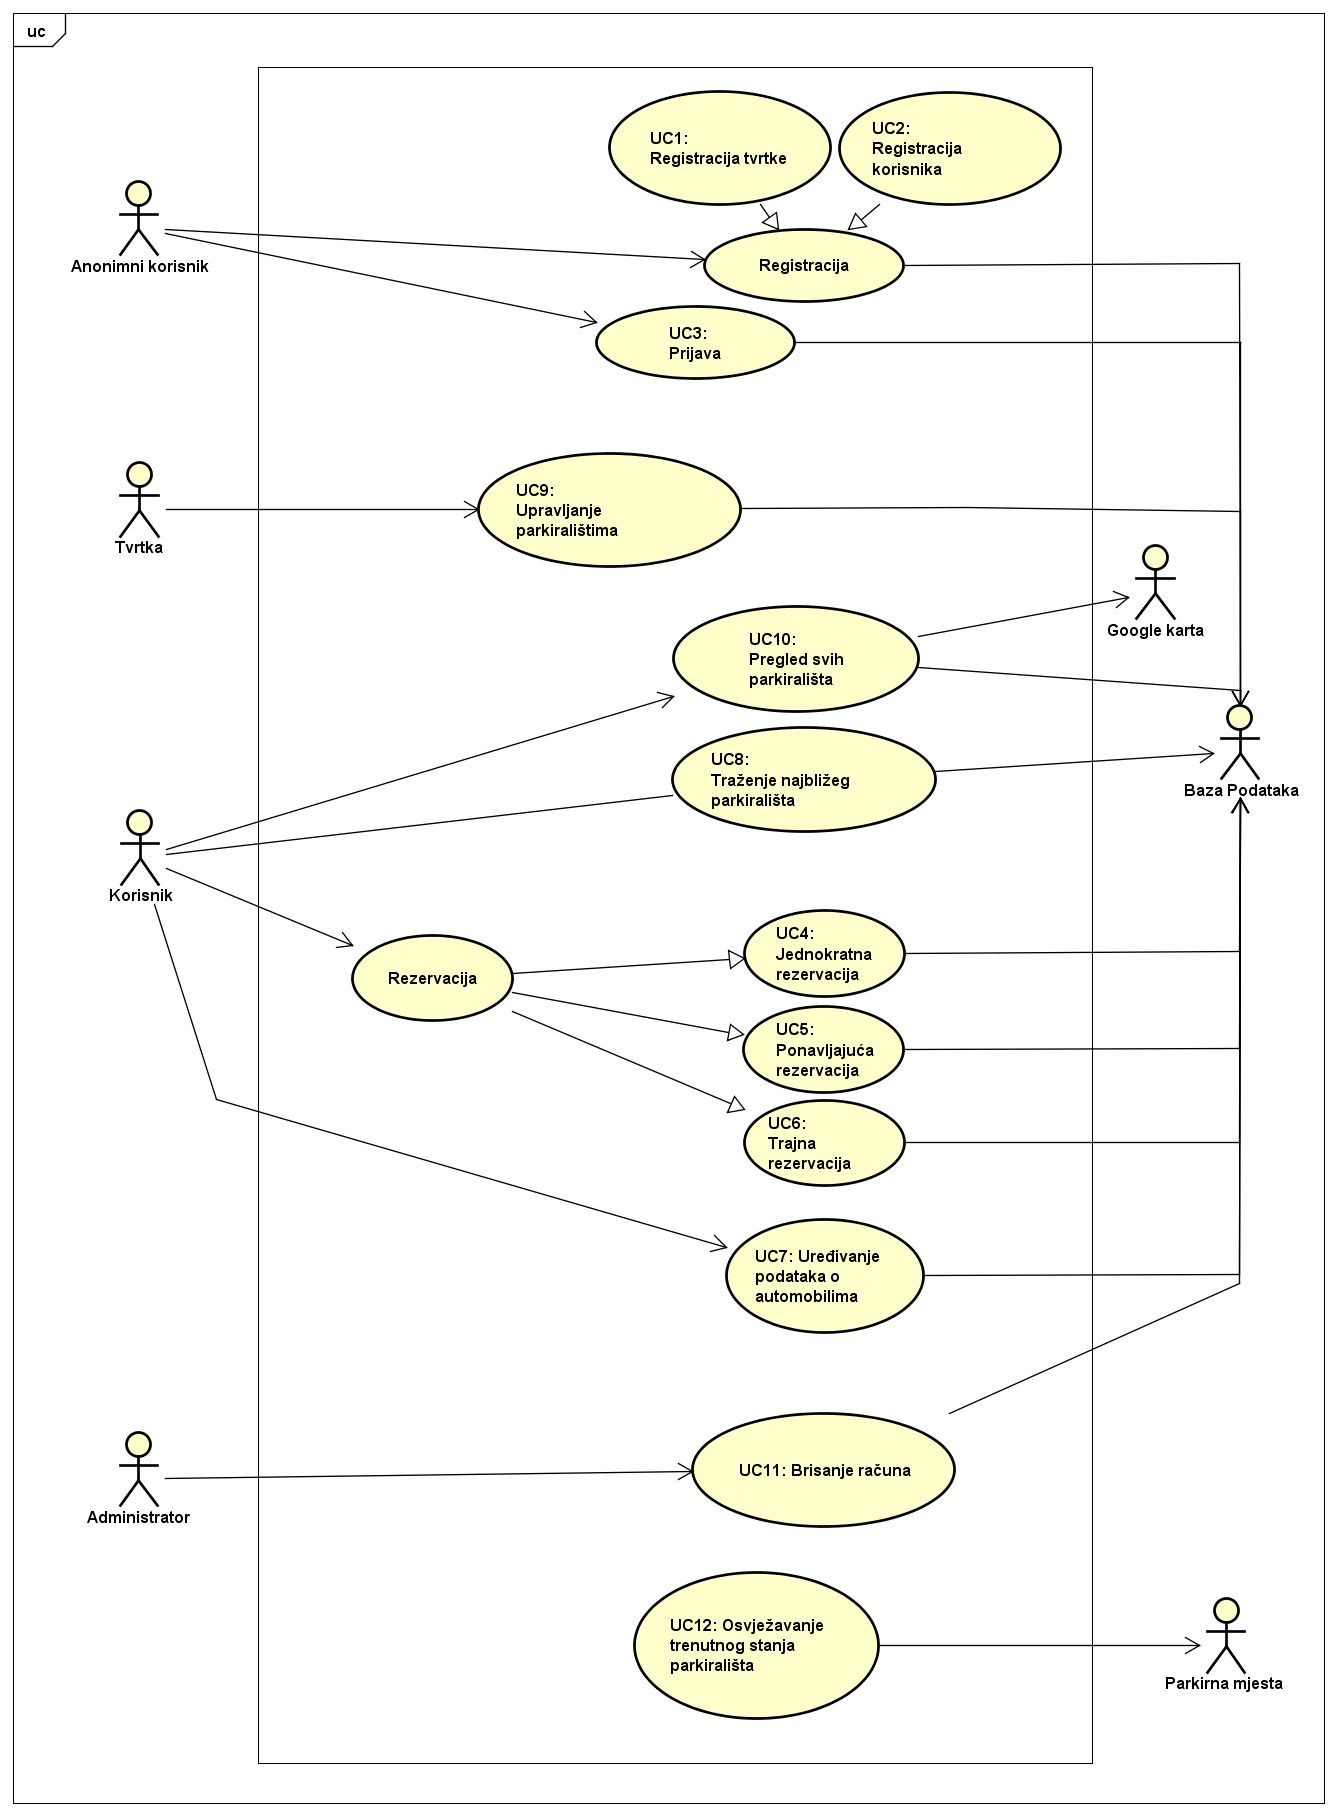 uc
UC1:
Registracija tvrtke
UC2:
Registracija
korisnika
Anonimni korisnik
Registracija
UC3:
Prijava
Tvrtka
UC9:
Upravljanje
parkiralištima
Google karta
UC10:
Pregled svih
parkirališta
UC8:
Traženje najbližeg
parkirališta
Baza Podataka
Korisnik
Rezervacija
UC4:
Jednokratna
rezervacija
UC5:
Ponavljajuća
rezervacija
UC6:
Trajna
rezervacija
UC7: Uređivanje
podataka o
automobilima
Administrator
UC11: Brisanje računa
UC12: Osvježavanje
trenutnog stanja
parkirališta
Parkirna mjesta